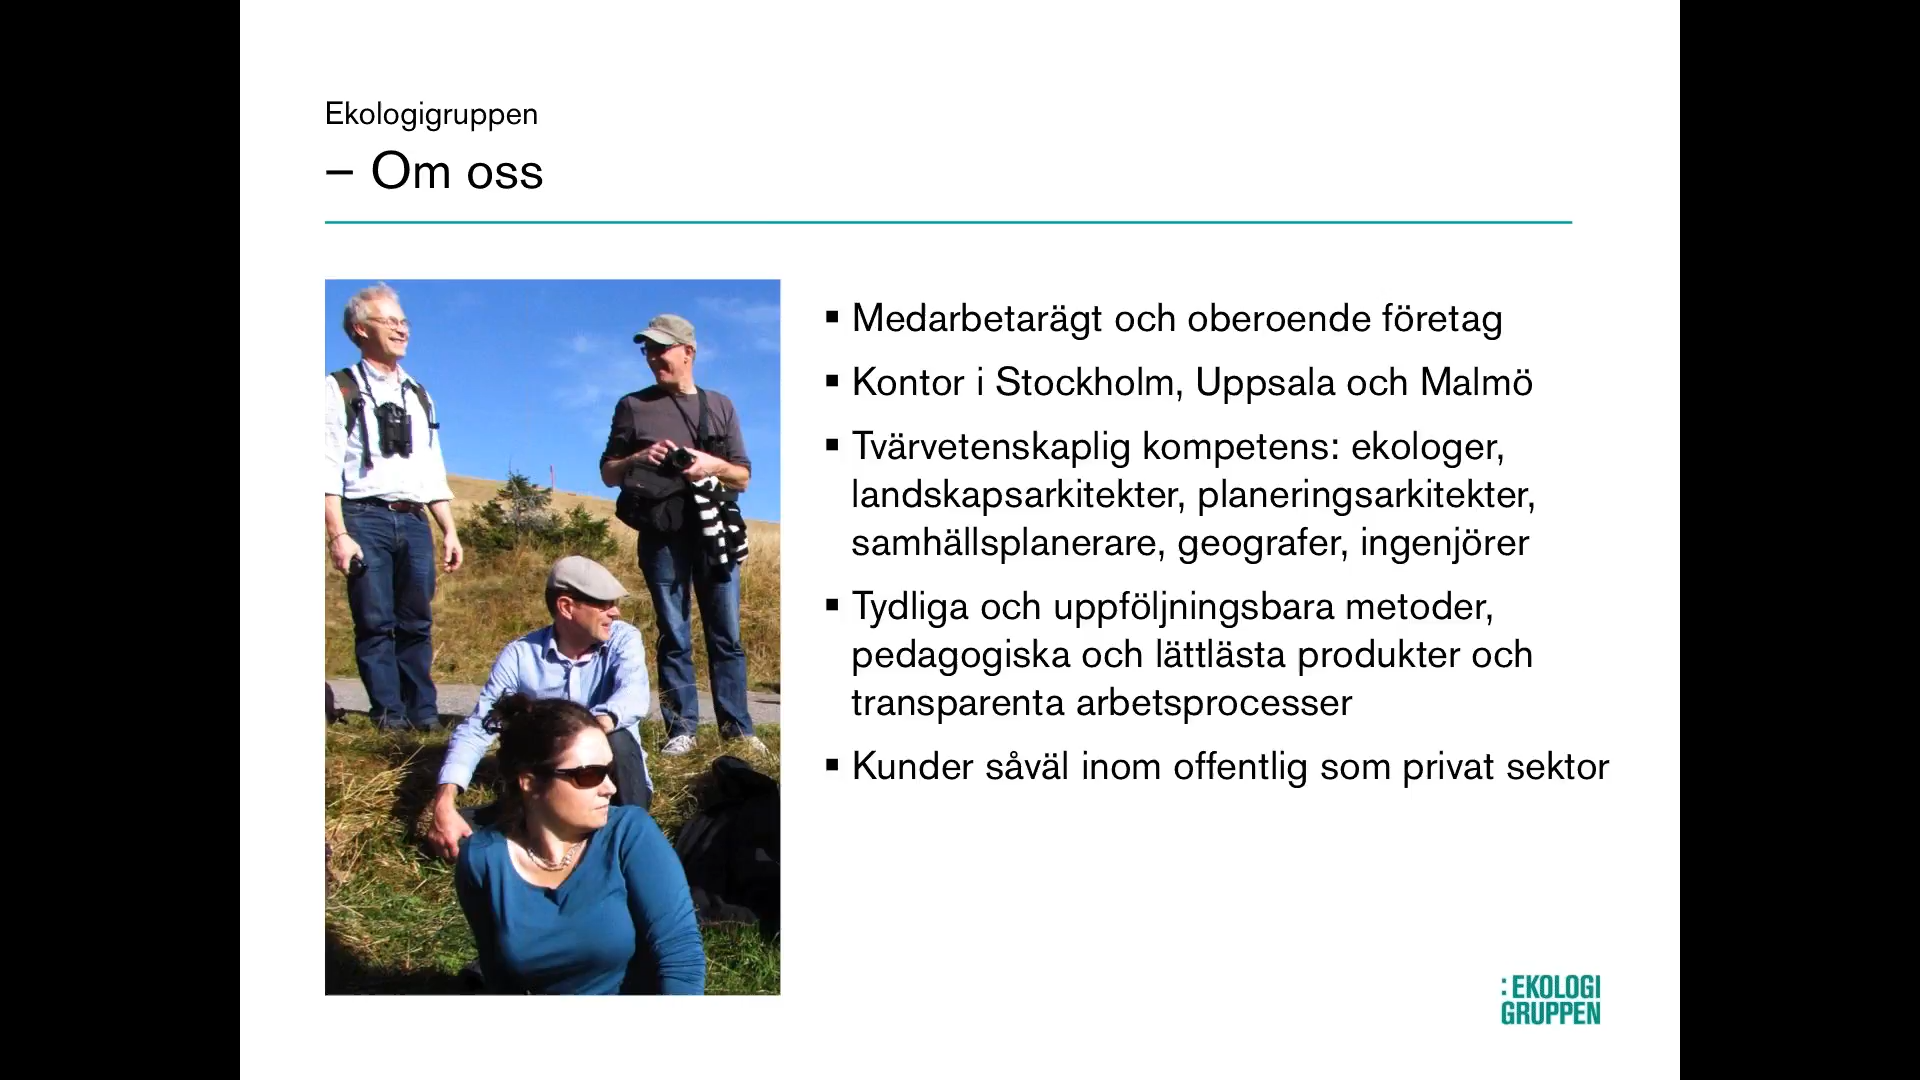 Ekologigruppen
– Om oss
▪ Medarbetarägt och oberoende företag
▪ Kontor i Stockholm, Uppsala och Malmö
▪ Tvärvetenskaplig kompetens: ekologer,
landskapsarkitekter, planeringsarkitekter,
samhällsplanerare, geografer, ingenjörer
▪ Tydliga och uppföljningsbara metoder,
pedagogiska och lättlästa produkter och
transparenta arbetsprocesser
▪ Kunder såväl inom offentlig som privat sektor
:EKOLOGI
GRUPPEN